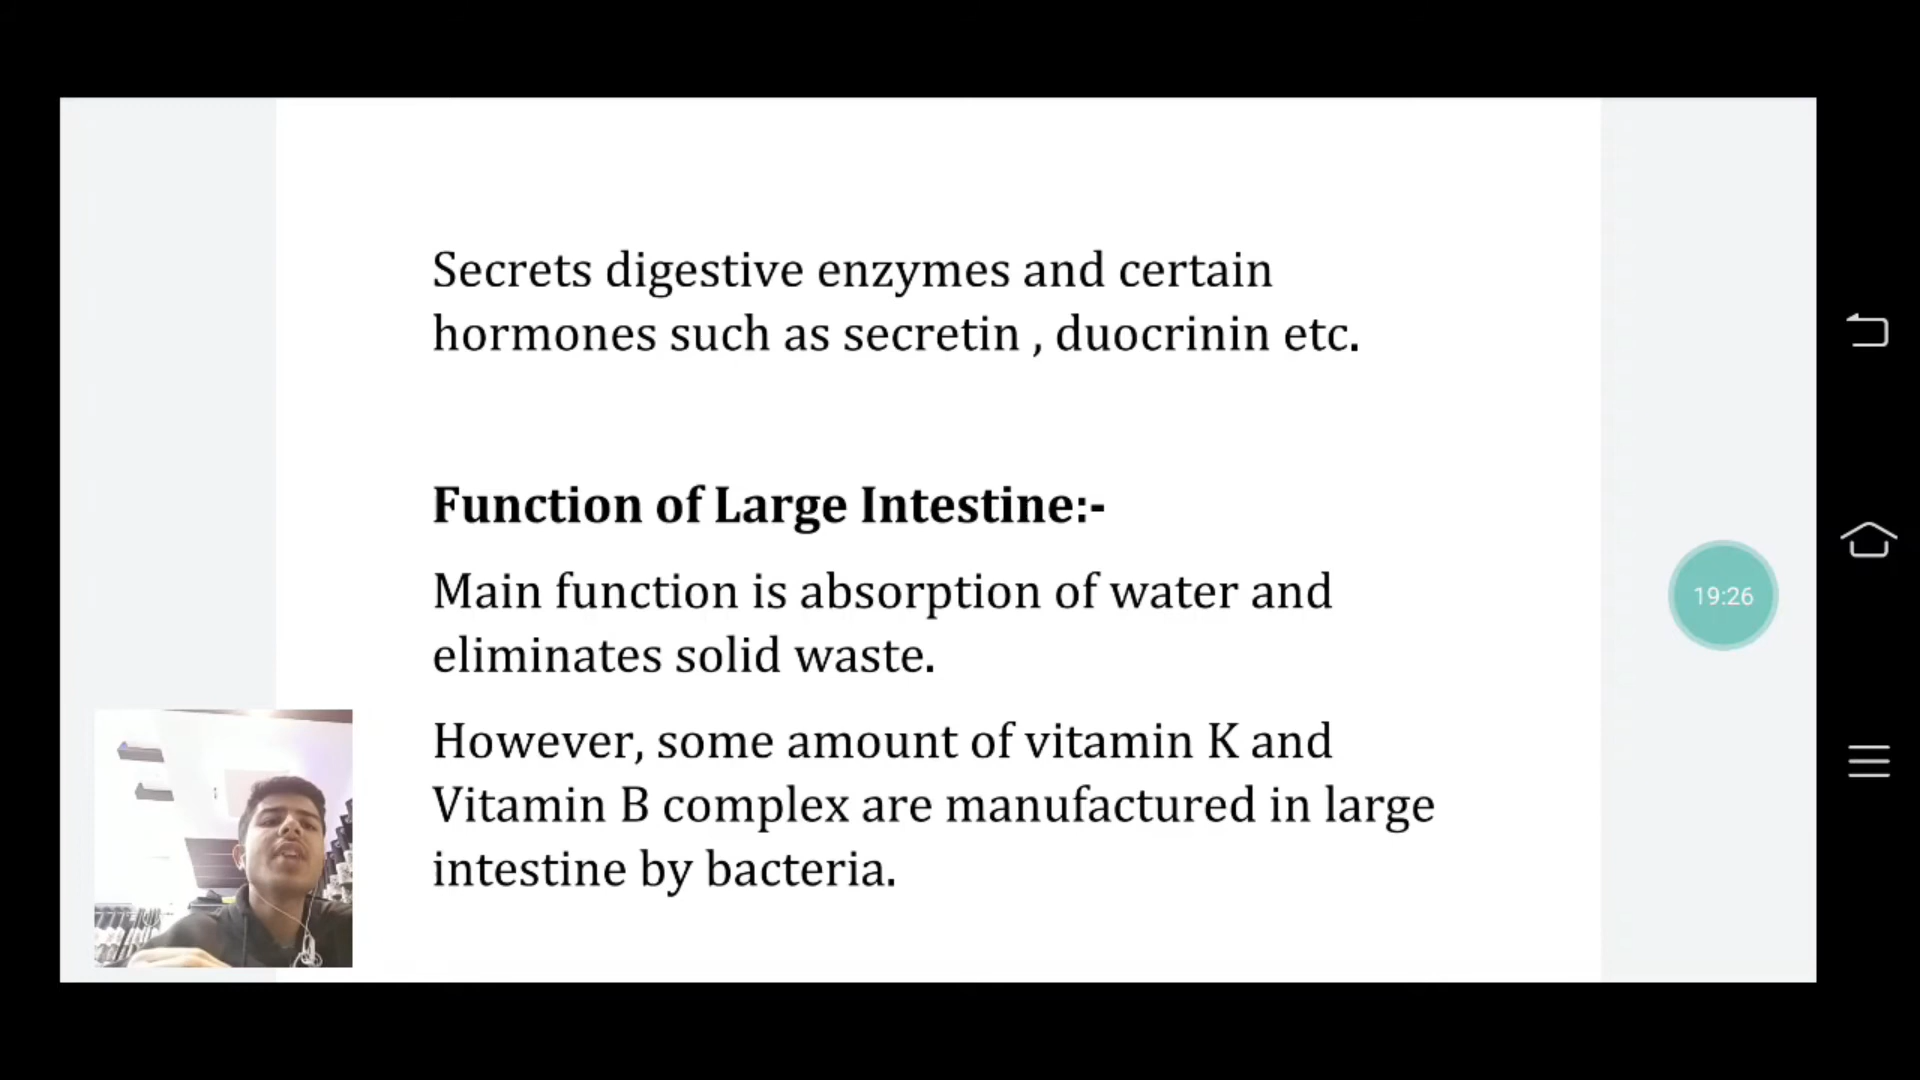 Secrets digestive enzymes and certain
hormones such as secretin , duocrinin etc.
Function of Large Intestine:-
Main function is absorption of water and
eliminates solid waste.
However, some amount of vitamin K and
Vitamin B complex are manufactured in large
intestine by bacteria.
19:26